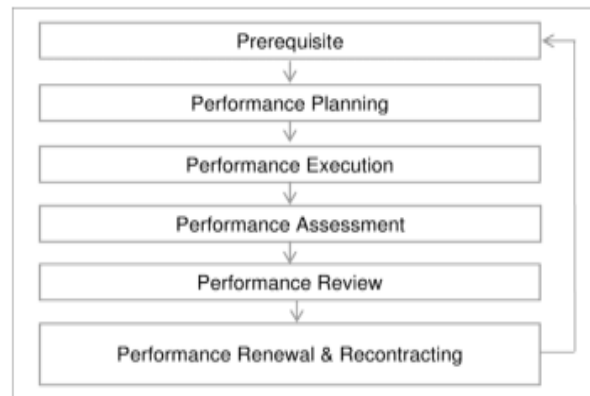 Prerequisite
Performance Planning
Performance Execution
Performance Assessment
Performance Review
Performance Renewal & Recontracting